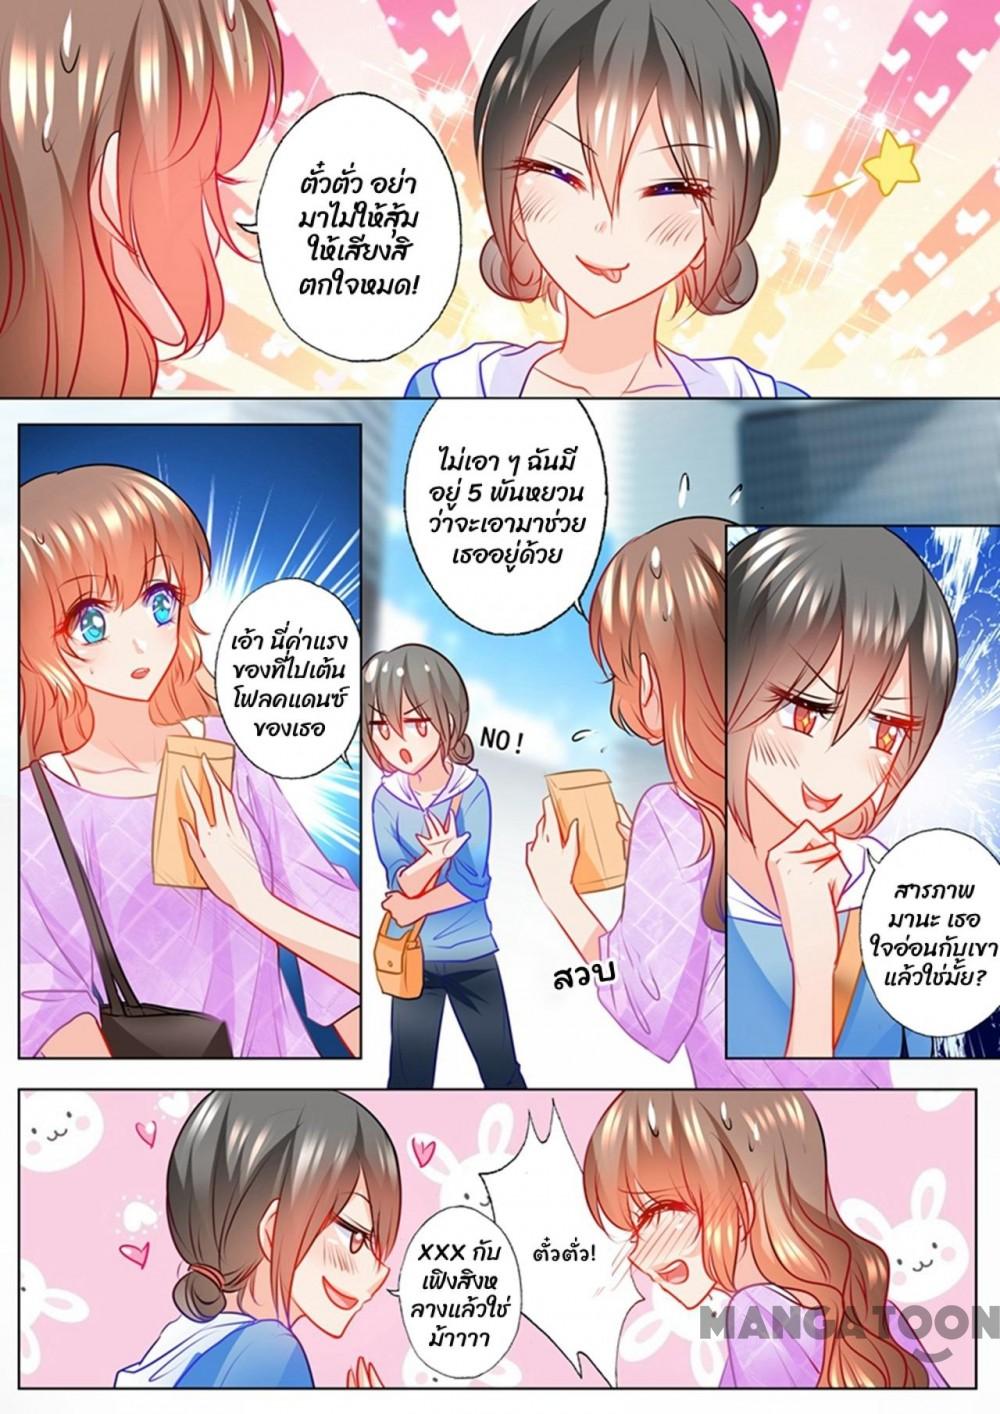 ตั๋วตั่ว อย่า
มาไม่ให้สุ้ม
ให้เสียงสิ
ตกใจหมด!
ไม่เอา ๆ ฉันมี
อยู่ 5 พันหยวน
ว่าจะเอามาช่วย
เธออยู่ด้วย
เอ้า นี่ค่าแรง
ของที่ไปเต้น
โฟลคแดนซ์
ของเธอ
NO!
สวบ
สารภาพ
มานะ เธอ
ใจอ่อนกับเขา
แล้วใช่มั้ย?
XXX กับ
เฟิงสิงห
ลางแล้วใช่
ม้าาาา
ตั๋วตั่ว!
MANGATOON